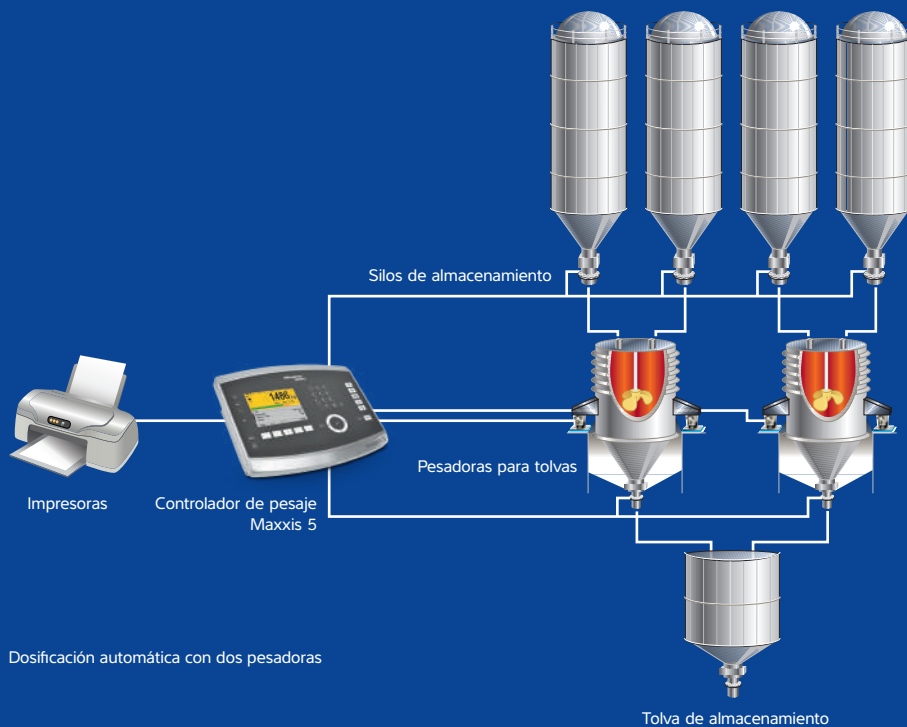 Silos de almacenamiento
1486
Pesadoras para tolvas
Impresoras
Controlador de pesaje
Maxxis 5
Dosificación automática con dos pesadoras
Tolva de almacenamiento